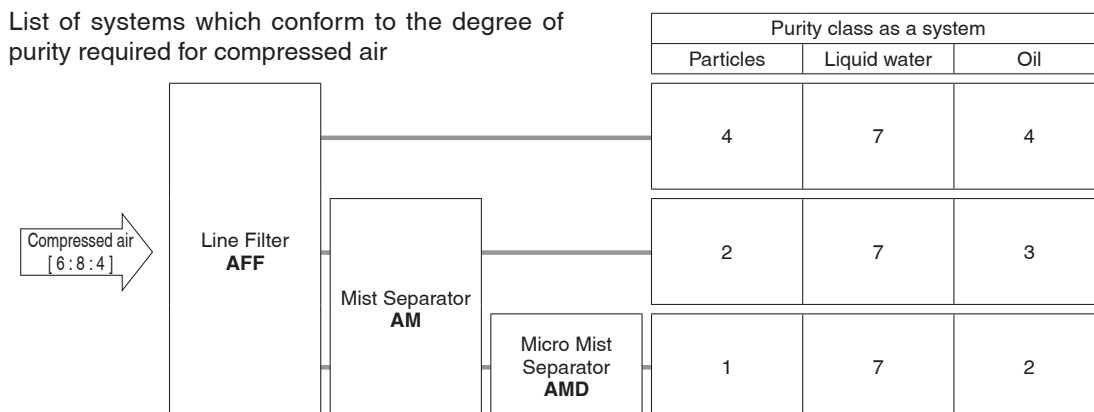 List of systems which conform to the degree of
purity required for compressed air
Purity class as a system
Particles Liquid water Oil
4 7 4
Compressed air
[ 6 : 8 : 4 ]
Line Filter
AFF
2 7 3
Mist Separator
AM
Micro Mist
Separator
AMD
1 7 2